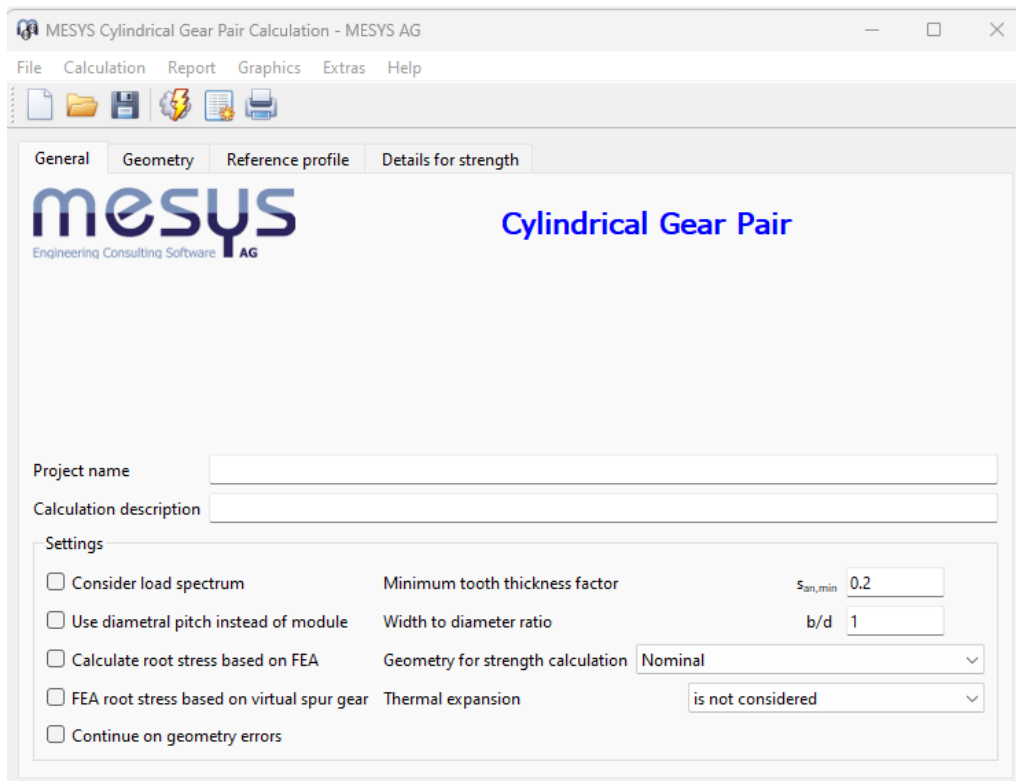 MESYS Cylindrical Gear Pair Calculation - MESYS AG
File Calculation Report Graphics Extras Help
General Geometry Reference profile Details for strength
mesys
Engineering Consulting Software AG
Cylindrical Gear Pair
Project name
Calculation description
Settings
Consider load spectrum Minimum tooth thickness factor san,min 0.2
Use diametral pitch instead of module Width to diameter ratio b/d 1
Calculate root stress based on FEA Geometry for strength calculation Nominal
FEA root stress based on virtual spur gear Thermal expansion is not considered
Continue on geometry errors